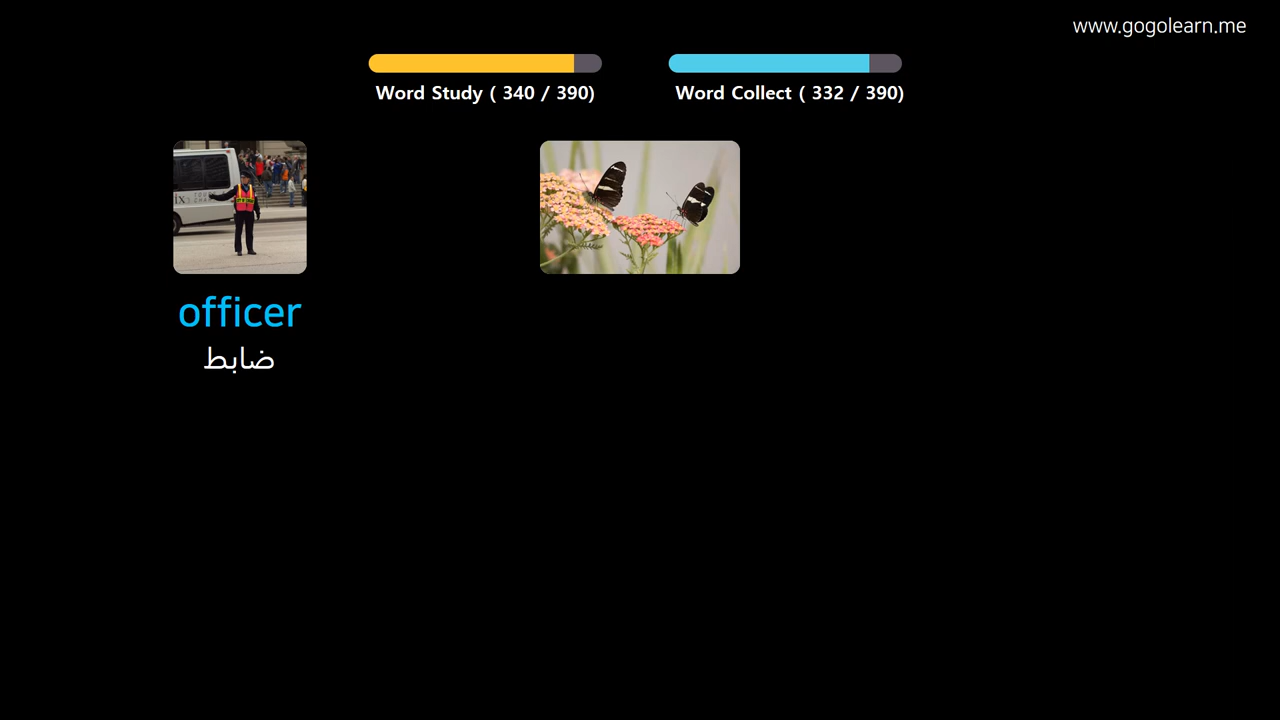 www.gogolearn.me
Word Study ( 340 / 390)
Word Collect ( 332 / 390)
officer
ضابط